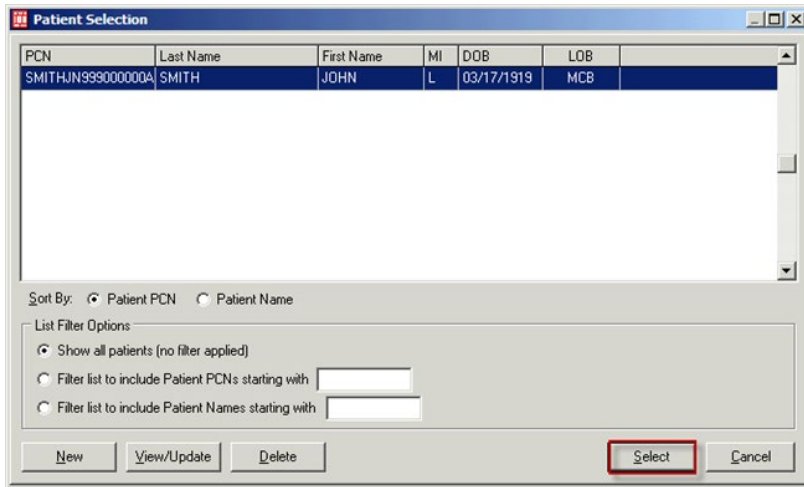 Patient Selection
PCN Last Name First Name MI DOB LOB
SMITHJN999000000A SMITH JOHN L 03/17/1919 MCB
Sort By: Patient PCN Patient Name
List Filter Options
Show all patients (no filter applied)
Filter list to include Patient PCNs starting with
Filter list to include Patient Names starting with
New View/Update Delete Select Cancel